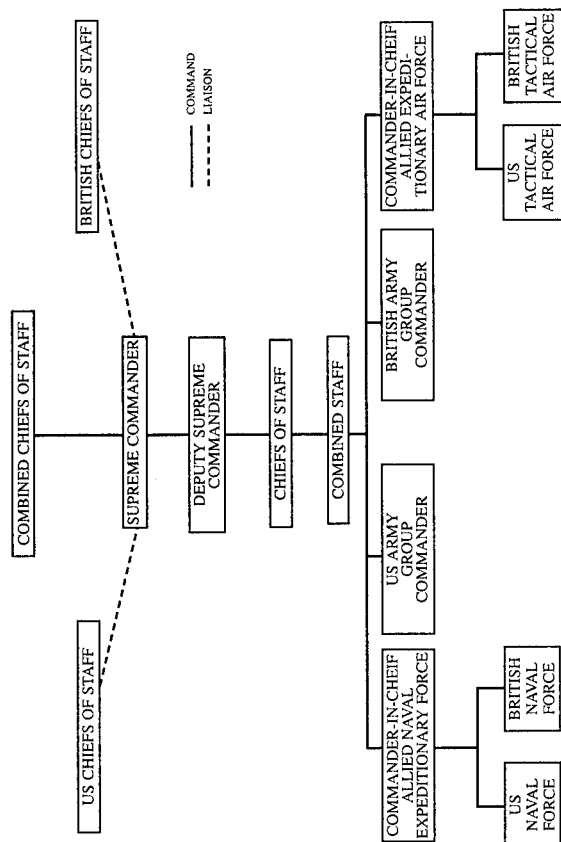 COMBINED CHIEFS OF STAFF
US CHIEFS OF STAFF
BRITISH CHIEFS OF STAFF
SUPREME COMMANDER
COMMAND
LIAISON
DEPUTY SUPREME
COMMANDER
CHIEFS OF STAFF
COMBINED STAFF
COMMANDER-IN-CHEIF
ALLIED NAVAL
EXPEDITIONARY FORCE
US ARMY
GROUP
COMMANDER
BRITISH ARMY
GROUP
COMMANDER
COMMANDER-IN-CHEIF
ALLIED EXPEDI-
TIONARY AIR FORCE
US
NAVAL
FORCE
BRITISH
NAVAL
FORCE
US
TACTICAL
AIR FORCE
BRITISH
TACTICAL
AIR FORCE